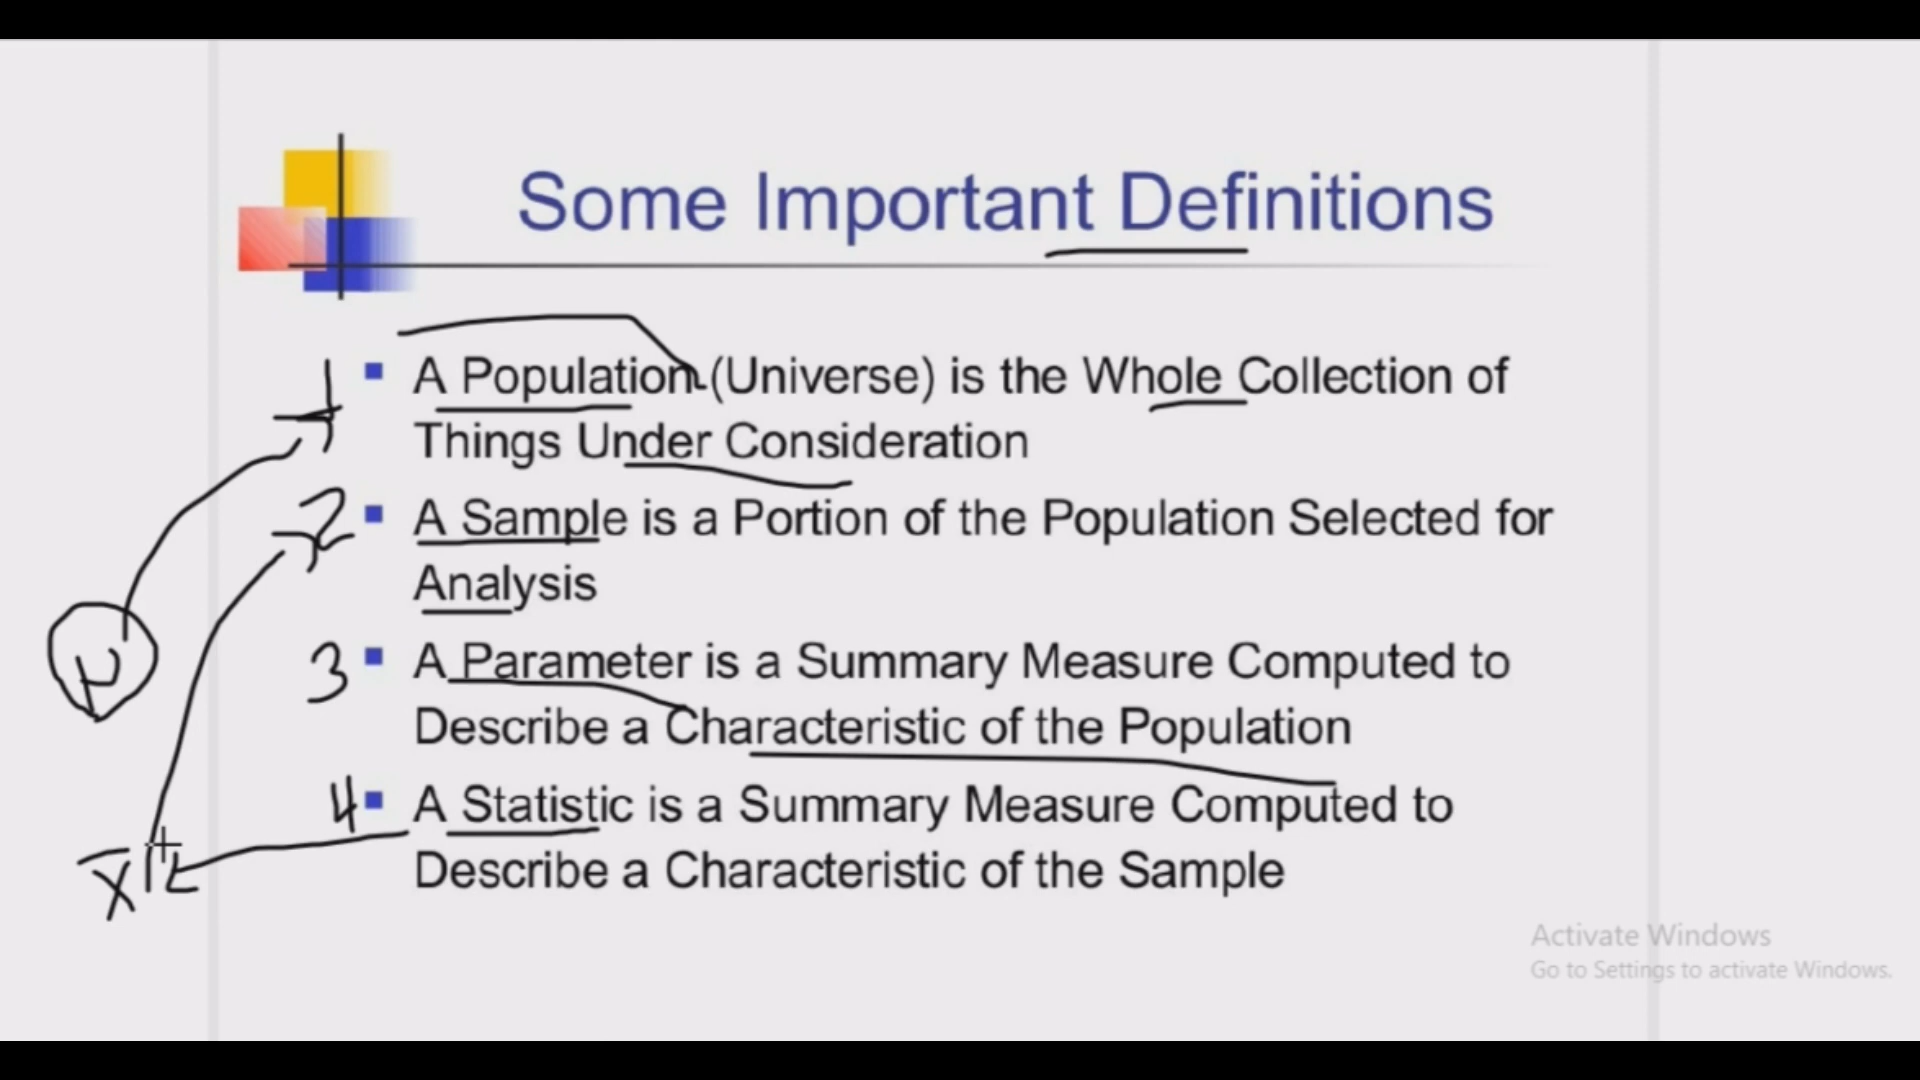 Some Important Definitions
1
A Population (Universe) is the Whole Collection of
Things Under Consideration
2
A Sample is a Portion of the Population Selected for
Analysis
μ
3
A Parameter is a Summary Measure Computed to
Describe a Characteristic of the Population
4
A Statistic is a Summary Measure Computed to
Describe a Characteristic of the Sample
Activate Windows
Go to Settings to activate Windows.